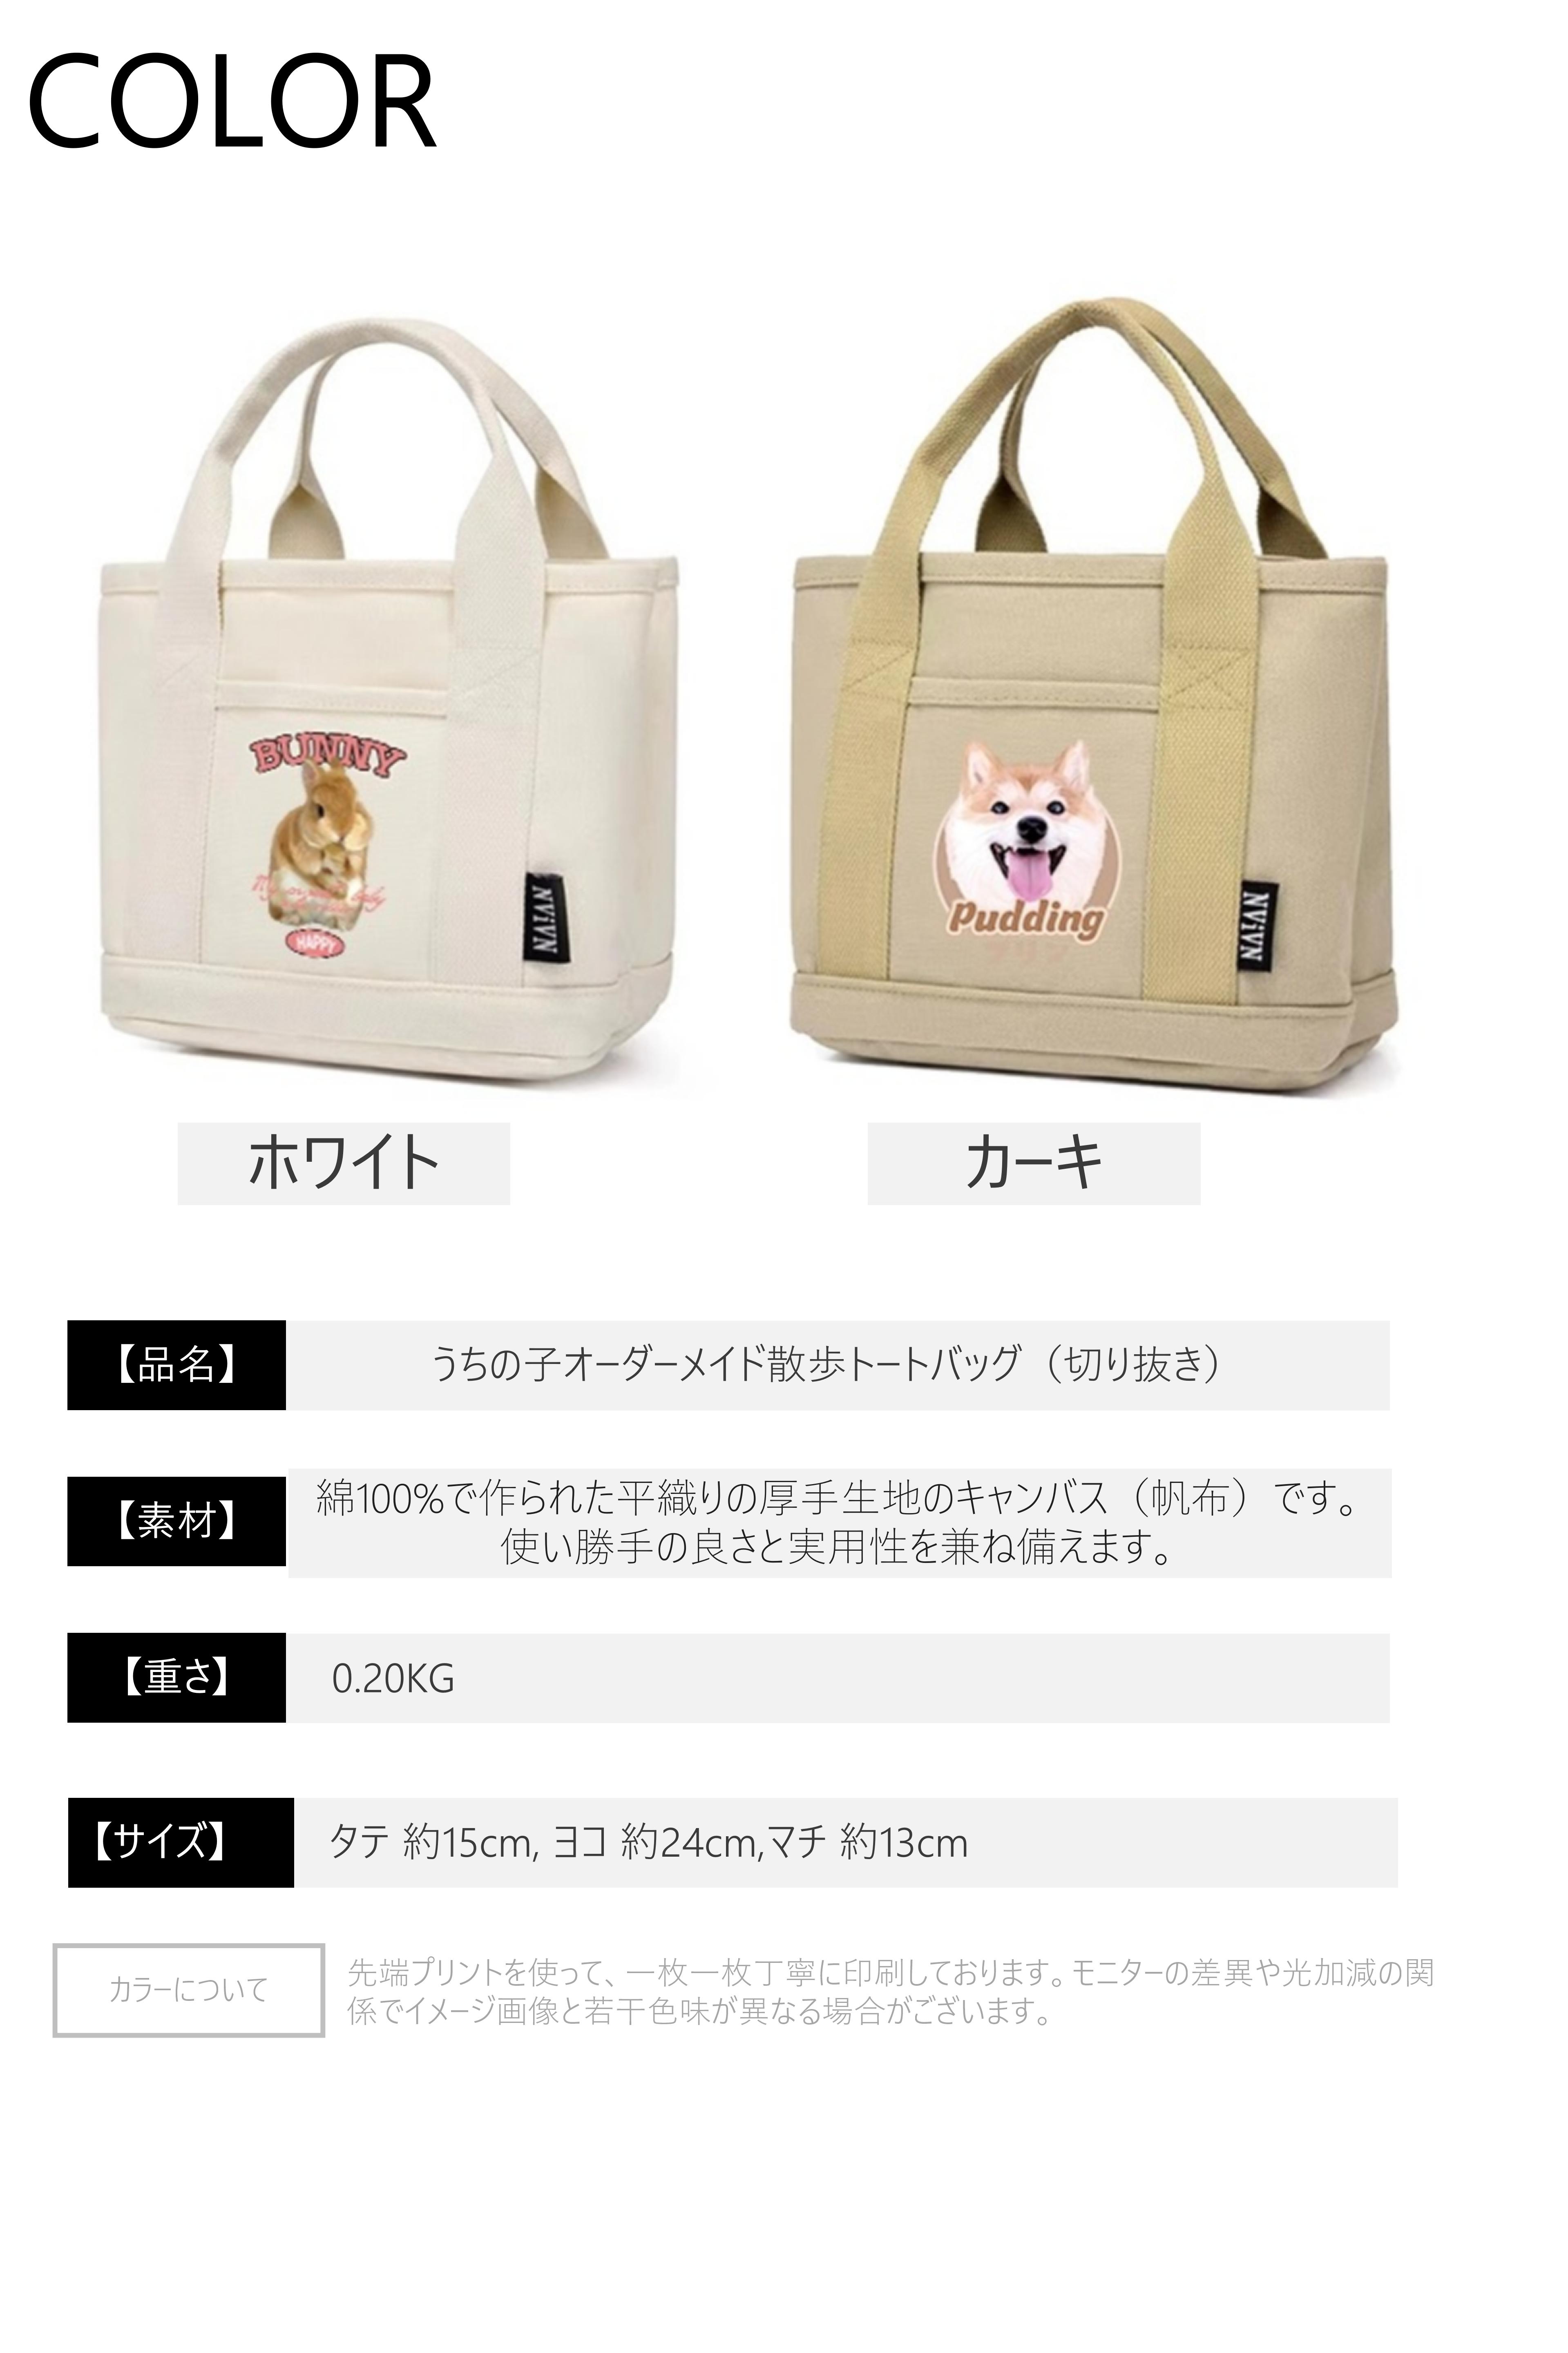 COLOR
BUNNY
HAPPY
NAYVN
Pudding
NAYVN
ホワイト
カーキ
【品名】
うちの子オーダーメイド散歩トートバッグ（切り抜き）
【素材】
綿100%で作られた平織りの厚手生地のキャンバス（帆布）です。
使い勝手の良さと実用性を兼ね備えます。
【重さ】
0.20KG
【サイズ】
タテ 約15cm, ヨコ 約24cm,マチ 約13cm
カラーについて
先端プリントを使って、一枚一枚丁寧に印刷しております。モニターの差異や光加減の関
係でイメージ画像と若干色味が異なる場合がございます。